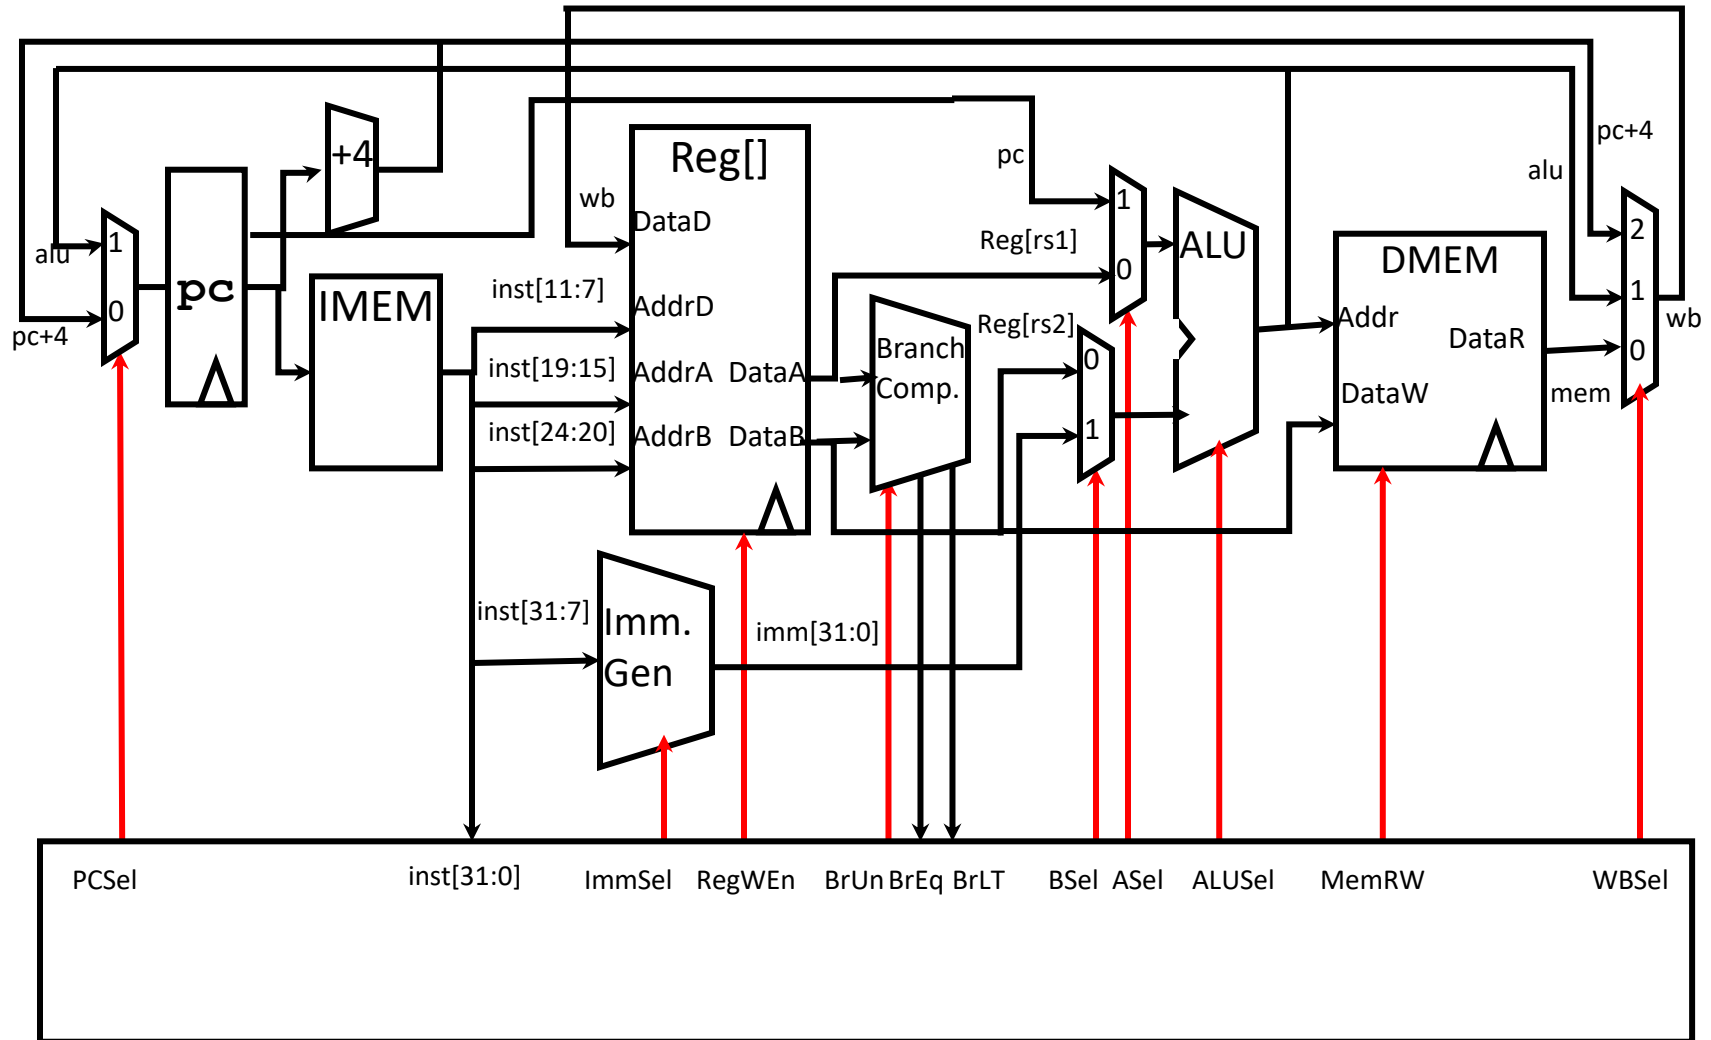 pc+4
+4
Reg[]
pc
alu
wb
1
DataD
1
ALU
2
alu
Reg[rs1]
DMEM
0
pc
IMEM
inst[11:7]
AddrD
0
1
pc+4
0
Reg[rs2]
Addr
wb
Branch
Comp.
DataR
0
inst[19:15]
AddrA
DataA
0
DataW
mem
inst[24:20]
AddrB
DataB
1
inst[31:7]
Imm.
Gen
imm[31:0]
PCSel
inst[31:0]
ImmSel
RegWEn
BrUn
BrEq
BrLT
BSel
ASel
ALUSel
MemRW
WBSel